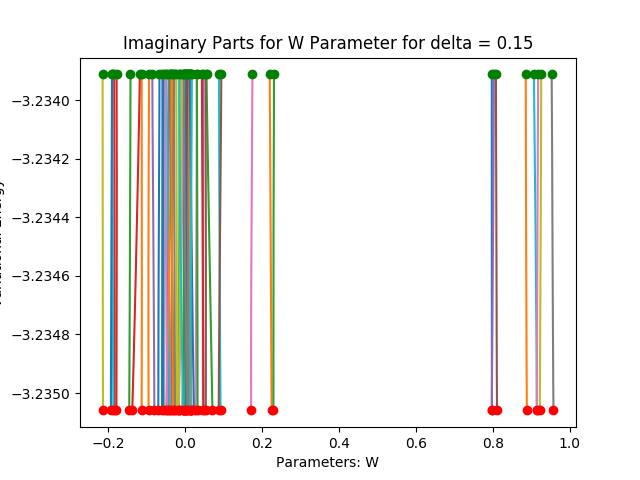 Imaginary Parts for W Parameter for delta = 0.15
−3.2340
−3.2342
−3.2344
−3.2346
−3.2348
−3.2350
−0.2 0.0 0.2 0.4 0.6 0.8 1.0
Parameters: W